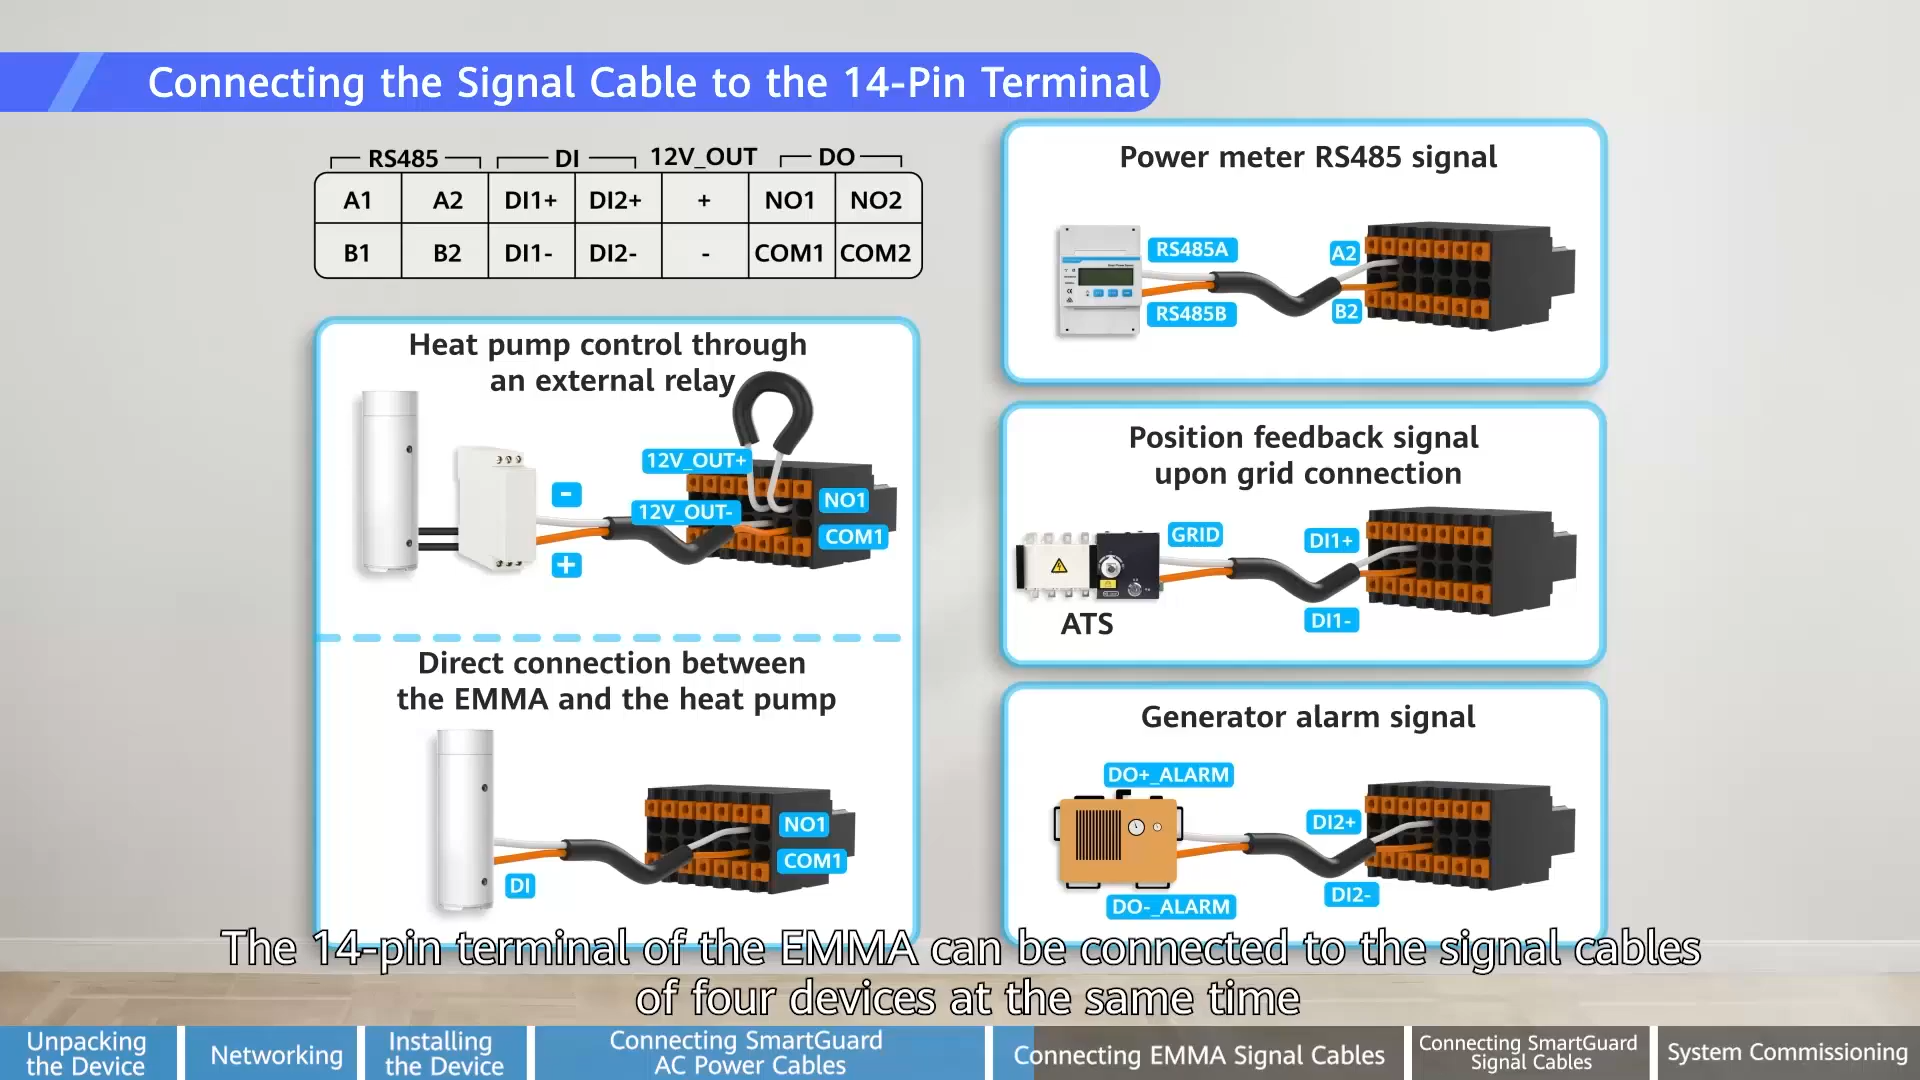 Connecting the Signal Cable to the 14-Pin Terminal
RS485 DI 12V_OUT DO
A1 A2 DI1+ DI2+ + NO1 NO2
B1 B2 DI1- DI2- - COM1 COM2
Heat pump control through
an external relay
12V_OUT+
-
NO1
12V_OUT-
COM1
+
Direct connection between
the EMMA and the heat pump
NO1
COM1
DI
Power meter RS485 signal
RS485A
A2
RS485B
B2
Position feedback signal
upon grid connection
GRID
DI1+
ATS
DI1-
Generator alarm signal
DO+_ALARM
DI2+
DI2-
DO-_ALARM
The 14-pin terminal of the EMMA can be connected to the signal cables
of four devices at the same time
Unpacking
the Device
Networking
Installing
the Device
Connecting SmartGuard
AC Power Cables
Connecting EMMA Signal Cables
Connecting SmartGuard
Signal Cables
System Commissioning